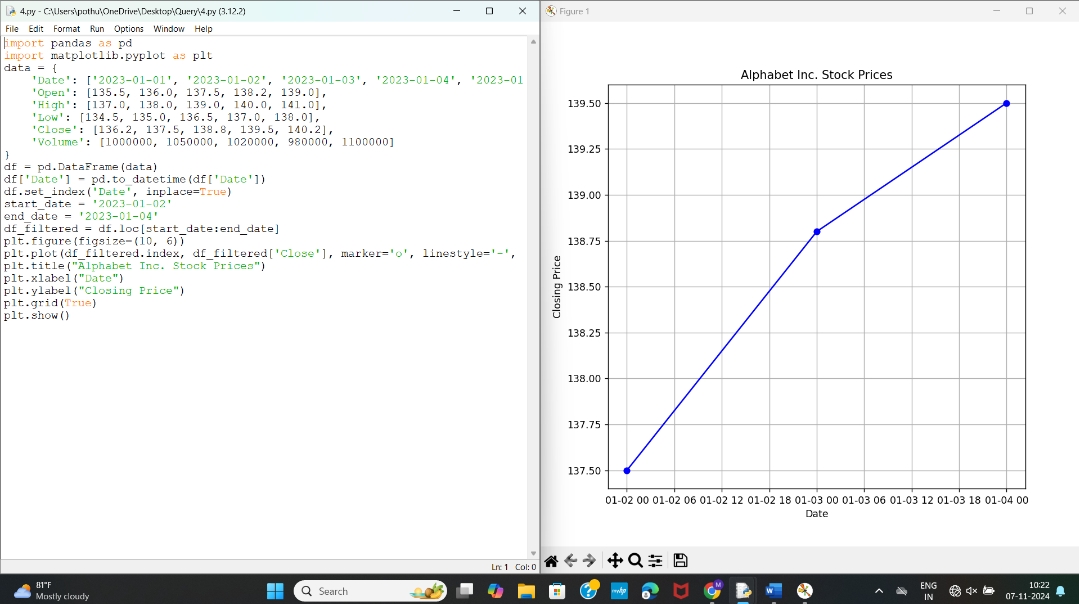 4.py - C:\Users\pothu\OneDrive\Desktop\Query\4.py (3.12.2)
File Edit Format Run Options Window Help
import pandas as pd
import matplotlib.pyplot as plt
data = {
    'Date': ['2023-01-01', '2023-01-02', '2023-01-03', '2023-01-04', '2023-01
    'Open': [135.5, 136.0, 137.5, 138.2, 139.0],
    'High': [137.0, 138.0, 139.0, 140.0, 141.0],
    'Low': [134.5, 135.0, 136.5, 137.0, 138.0],
    'Close': [136.2, 137.5, 138.8, 139.5, 140.2],
    'Volume': [1000000, 1050000, 1020000, 980000, 1100000]
}
df = pd.DataFrame(data)
df['Date'] = pd.to_datetime(df['Date'])
df.set_index('Date', inplace=True)
start_date = '2023-01-02'
end_date = '2023-01-04'
df_filtered = df.loc[start_date:end_date]
plt.figure(figsize=(10, 6))
plt.plot(df_filtered.index, df_filtered['Close'], marker='o', linestyle='-',
plt.title("Alphabet Inc. Stock Prices")
plt.xlabel("Date")
plt.ylabel("Closing Price")
plt.grid(True)
plt.show()
Ln: 1 Col: 0
Figure 1
Alphabet Inc. Stock Prices
139.50
139.25
139.00
138.75
138.50
138.25
138.00
137.75
137.50
Closing Price
01-02 00 01-02 06 01-02 12 01-02 18 01-03 00 01-03 06 01-03 12 01-03 18 01-04 00
Date
81°F
Mostly cloudy
Search
ENG
IN
10:22
07-11-2024